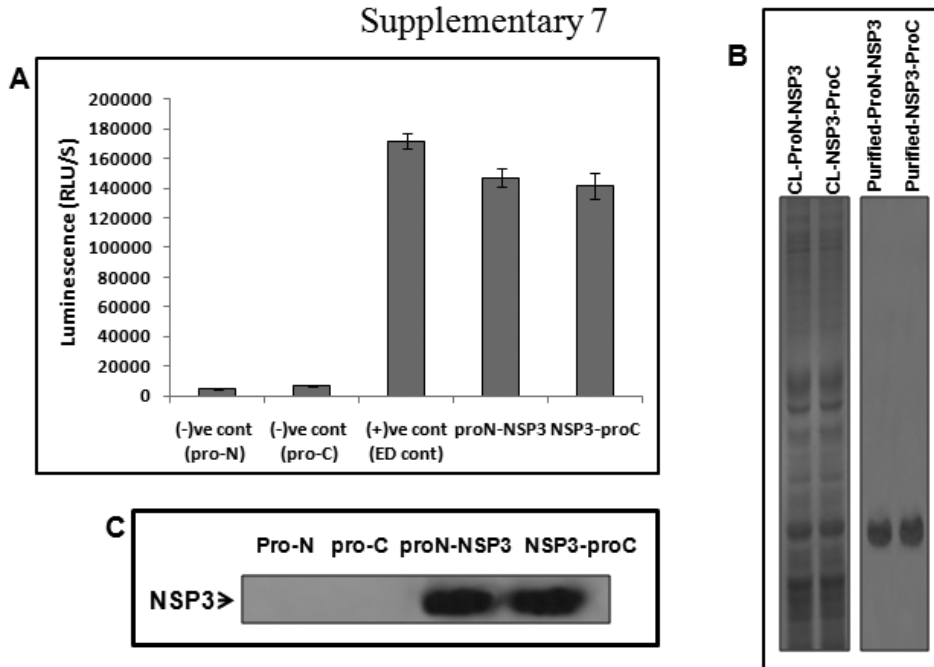 Supplementary 7
A
Luminescence (RLU/S)
200000
180000
160000
140000
120000
100000
80000
60000
40000
20000
0
(-)ve cont
(pro-N)
(-)ve cont
(pro-C)
(+)ve cont
(ED cont)
proN-NSP3
NSP3-proC
B
CL-ProN-NSP3
CL-NSP3-ProC
Purified-ProN-NSP3
Purified-NSP3-ProC
C
Pro-N pro-C proN-NSP3 NSP3-proC
NSP3